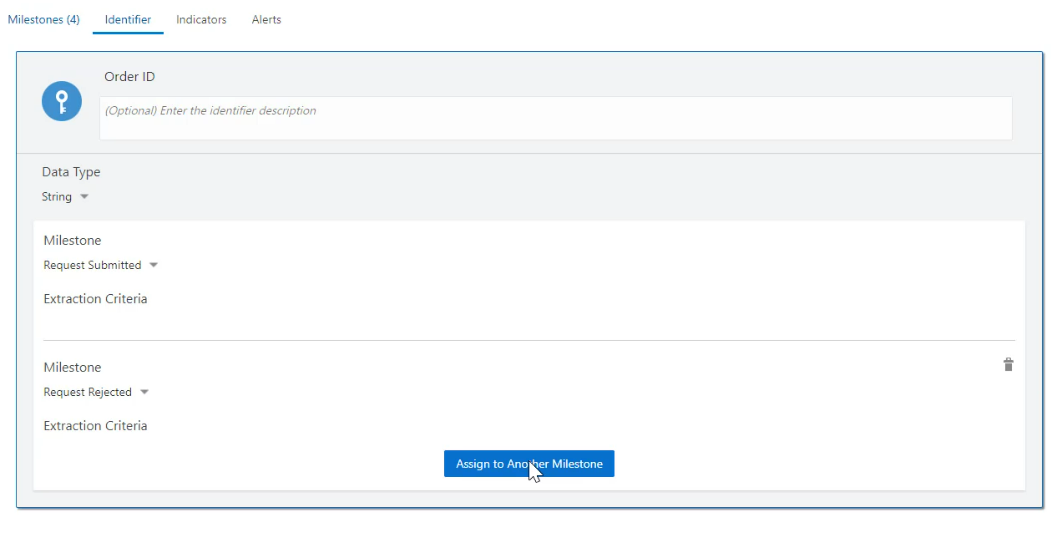 Milestones (4) Identifier Indicators Alerts
Order ID
(Optional) Enter the identifier description
Data Type
String
Milestone
Request Submitted
Extraction Criteria
Milestone
Request Rejected
Extraction Criteria
Assign to Another Milestone